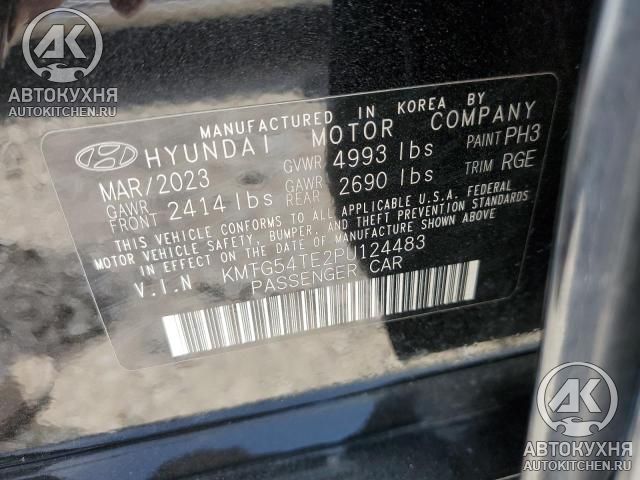 AK
АВТОКУХНЯ
AUTOKITCHEN.RU
MANUFACTURED IN KOREA BY
HYUNDAI MOTOR COMPANY
MAR/2023 GVWR 4993 lbs PAINT PH3
GAWR FRONT 2414 lbs GAWR REAR 2690 lbs TRIM RGE
THIS VEHICLE CONFORMS TO ALL APPLICABLE U.S.A. FEDERAL
MOTOR VEHICLE SAFETY, BUMPER, AND THEFT PREVENTION STANDARDS
IN EFFECT ON THE DATE OF MANUFACTURE SHOWN ABOVE
V.I.N KMTG54TE2PU124483
PASSENGER CAR
AK
АВТОКУХНЯ
AUTOKITCHEN.RU